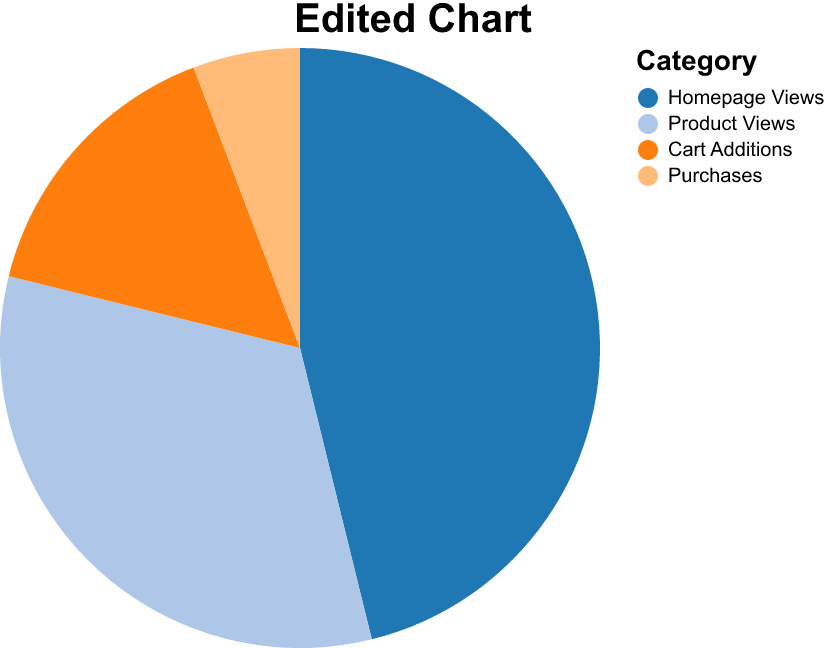 Edited Chart
Category
Homepage Views
Product Views
Cart Additions
Purchases